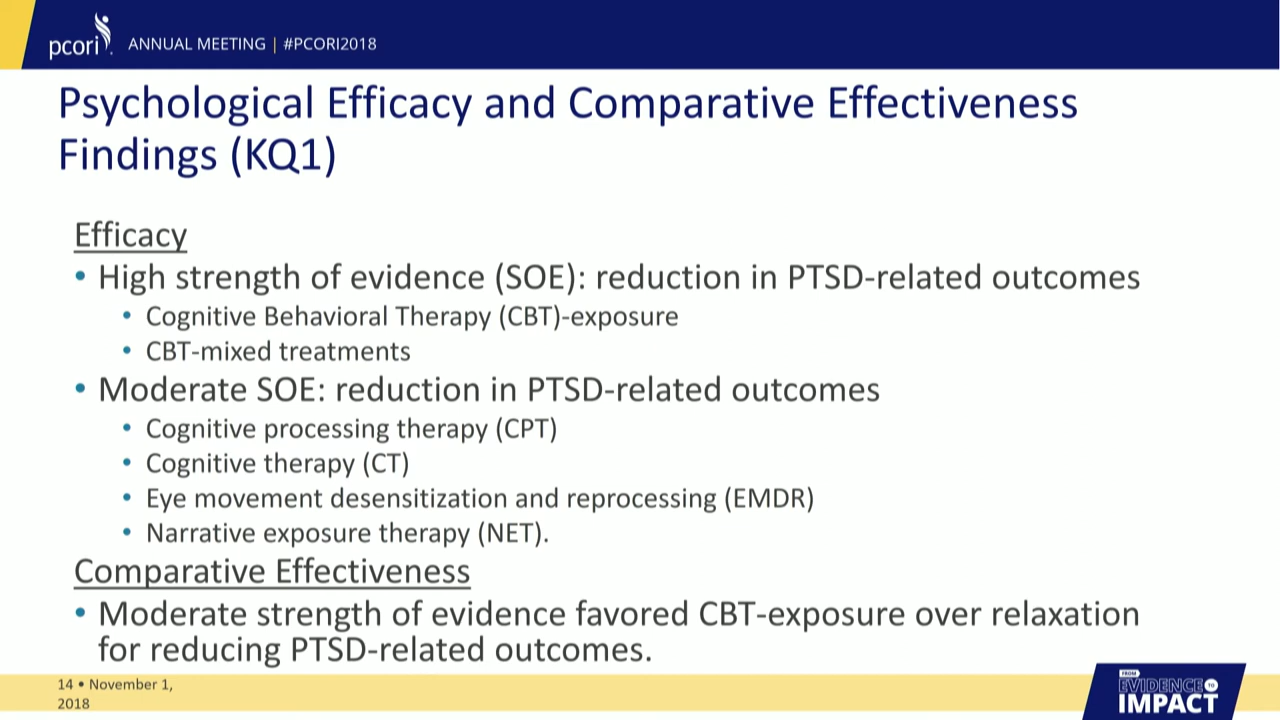 pcori
ANNUAL MEETING | #PCORI2018
Psychological Efficacy and Comparative Effectiveness
Findings (KQ1)
Efficacy
• High strength of evidence (SOE): reduction in PTSD-related outcomes
• Cognitive Behavioral Therapy (CBT)-exposure
• CBT-mixed treatments
• Moderate SOE: reduction in PTSD-related outcomes
• Cognitive processing therapy (CPT)
• Cognitive therapy (CT)
• Eye movement desensitization and reprocessing (EMDR)
• Narrative exposure therapy (NET).
Comparative Effectiveness
• Moderate strength of evidence favored CBT-exposure over relaxation
for reducing PTSD-related outcomes.
14 • November 1,
2018
FROM
EVIDENCE TO
IMPACT